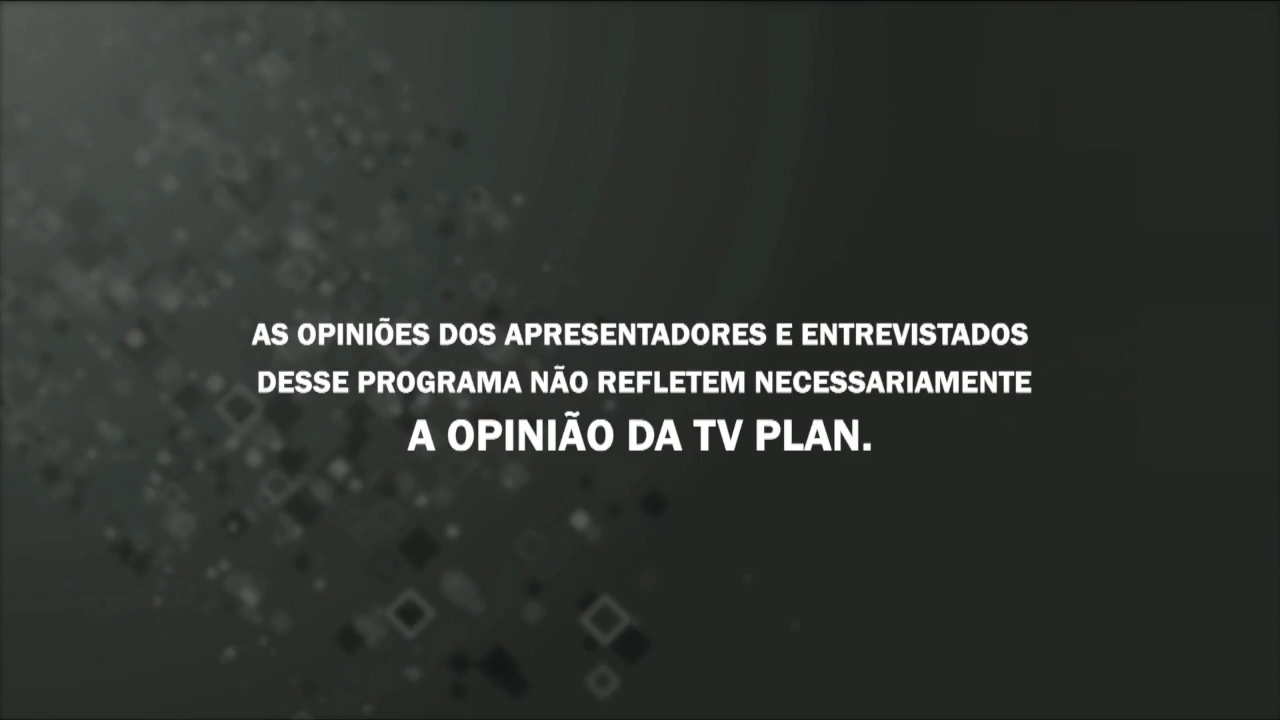 AS OPINIÕES DOS APRESENTADORES E ENTREVISTADOS
DESSE PROGRAMA NÃO REFLETEM NECESSARIAMENTE
A OPINIÃO DA TV PLAN.